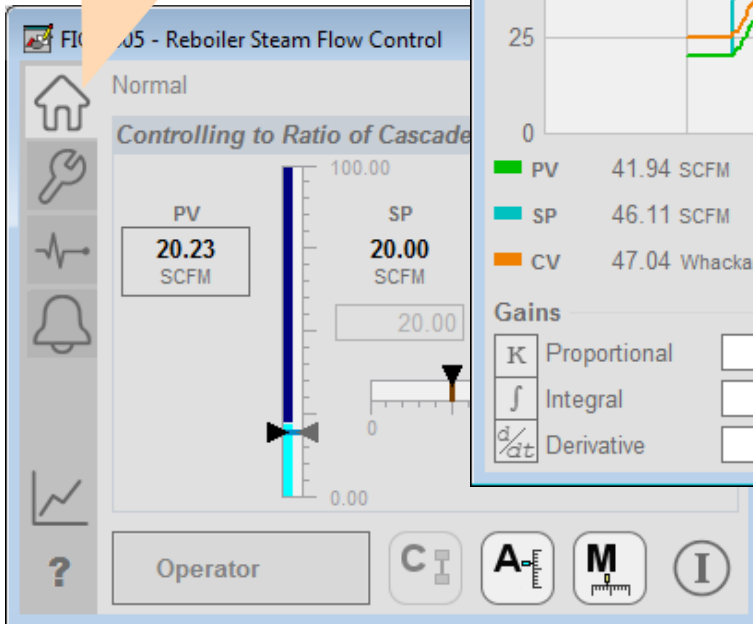 FIC 05 - Reboiler Steam Flow Control
Normal
Controlling to Ratio of Cascade
100.00
PV
20.23
SCFM
SP
20.00
SCFM
20.00
0
0.00
Operator
C
A
M
I
?
25
0
PV 41.94 SCFM
SP 46.11 SCFM
CV 47.04 Whacka
Gains
K Proportional
∫ Integral
d/dt Derivative